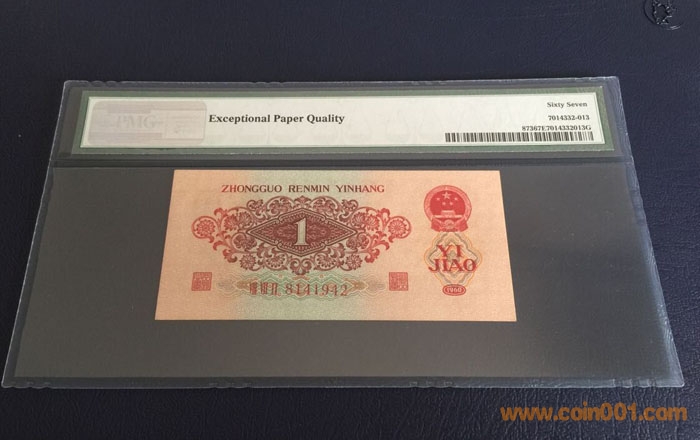 PMG
Exceptional Paper Quality
Sixty Seven
7014332-013
87367E7014332013G
ZHONGGUO RENMIN YINHANG
1
YI
JIAO
8141942
1960
www.coin001.com